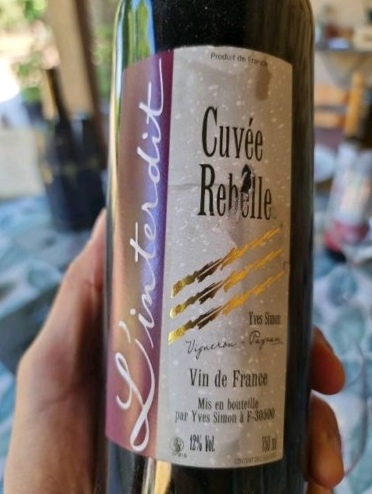 Produit de France
L'interdit
Cuvée
Rebelle
Yves Simon
Vigneron - Paysan
Vin de France
Mis en bouteille
par Yves Simon à F-30500
12% Vol.
750 ml